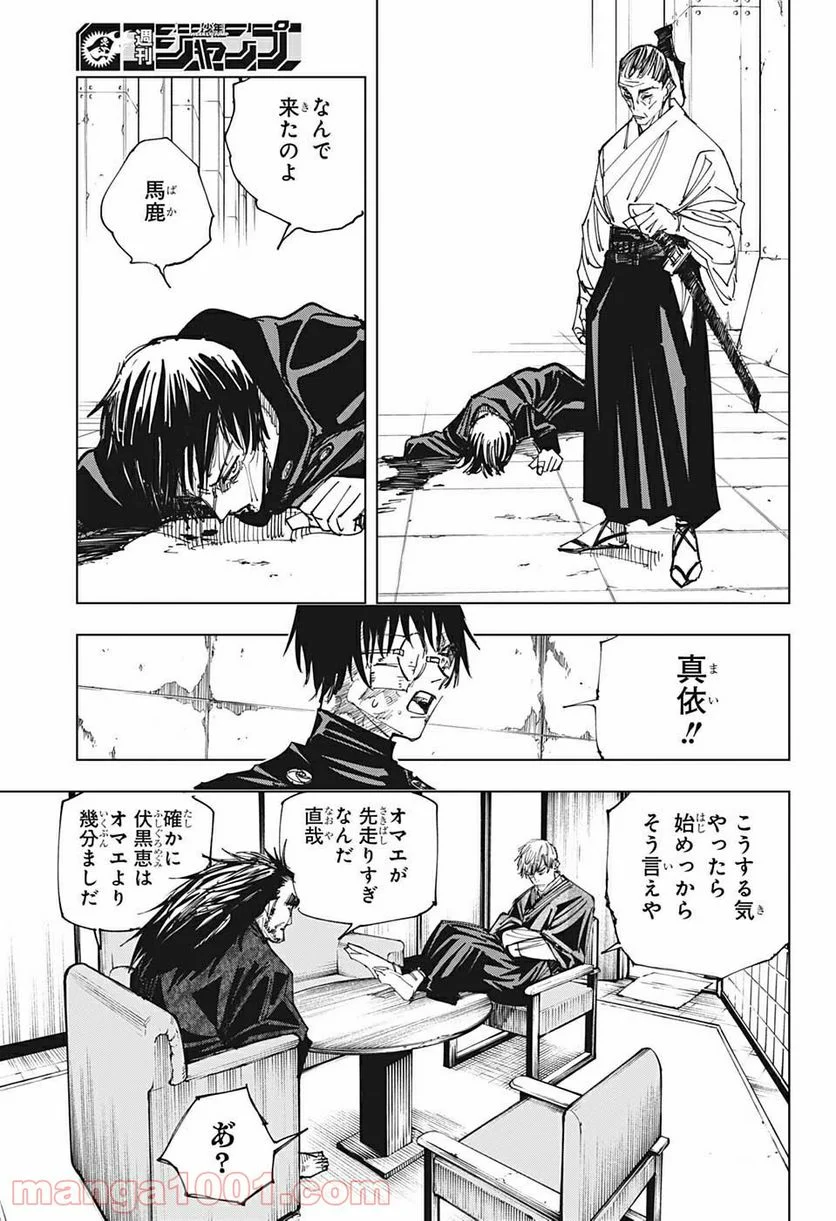 週刊
少年
ジャンプ
なんで
来たのよ
馬鹿
真依!!
こうする気
やったら
始めっから
そう言えや
オマエが
先走りすぎ
なんだ
直哉
確かに
伏黒恵は
オマエより
幾分ましだ
あ゛?
manga1001.com